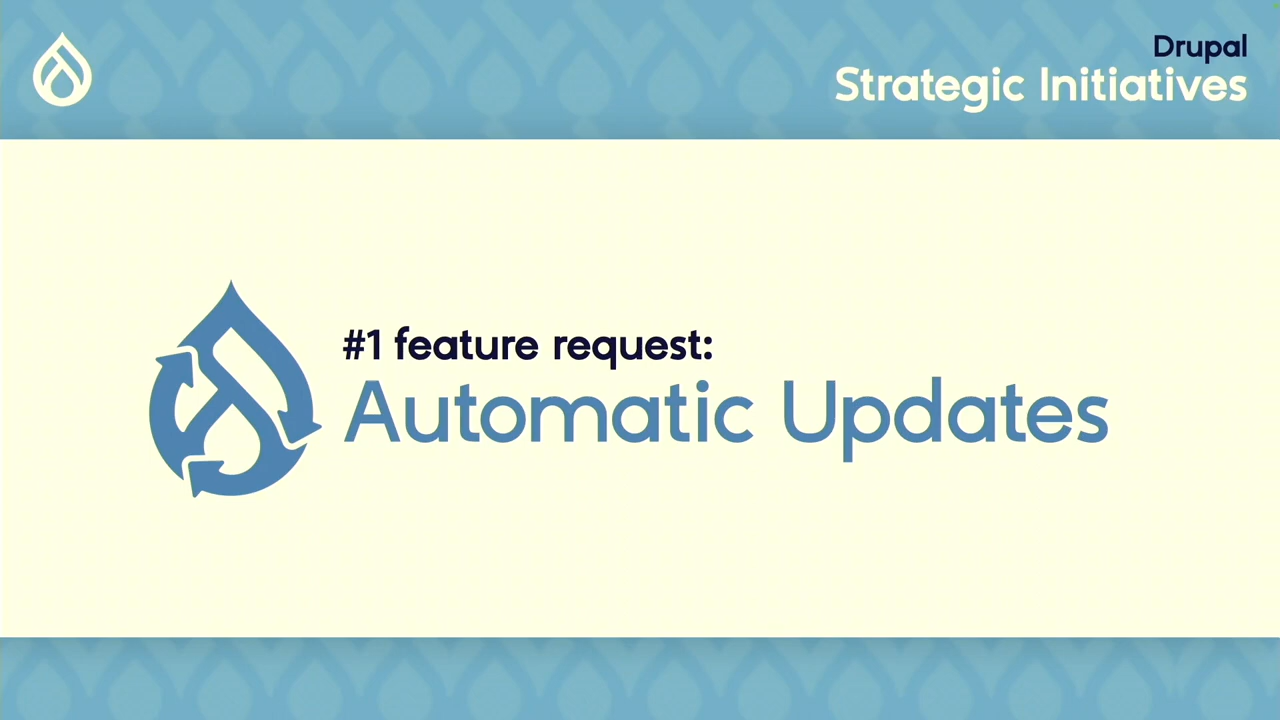 Drupal
Strategic Initiatives
#1 feature request:
Automatic Updates